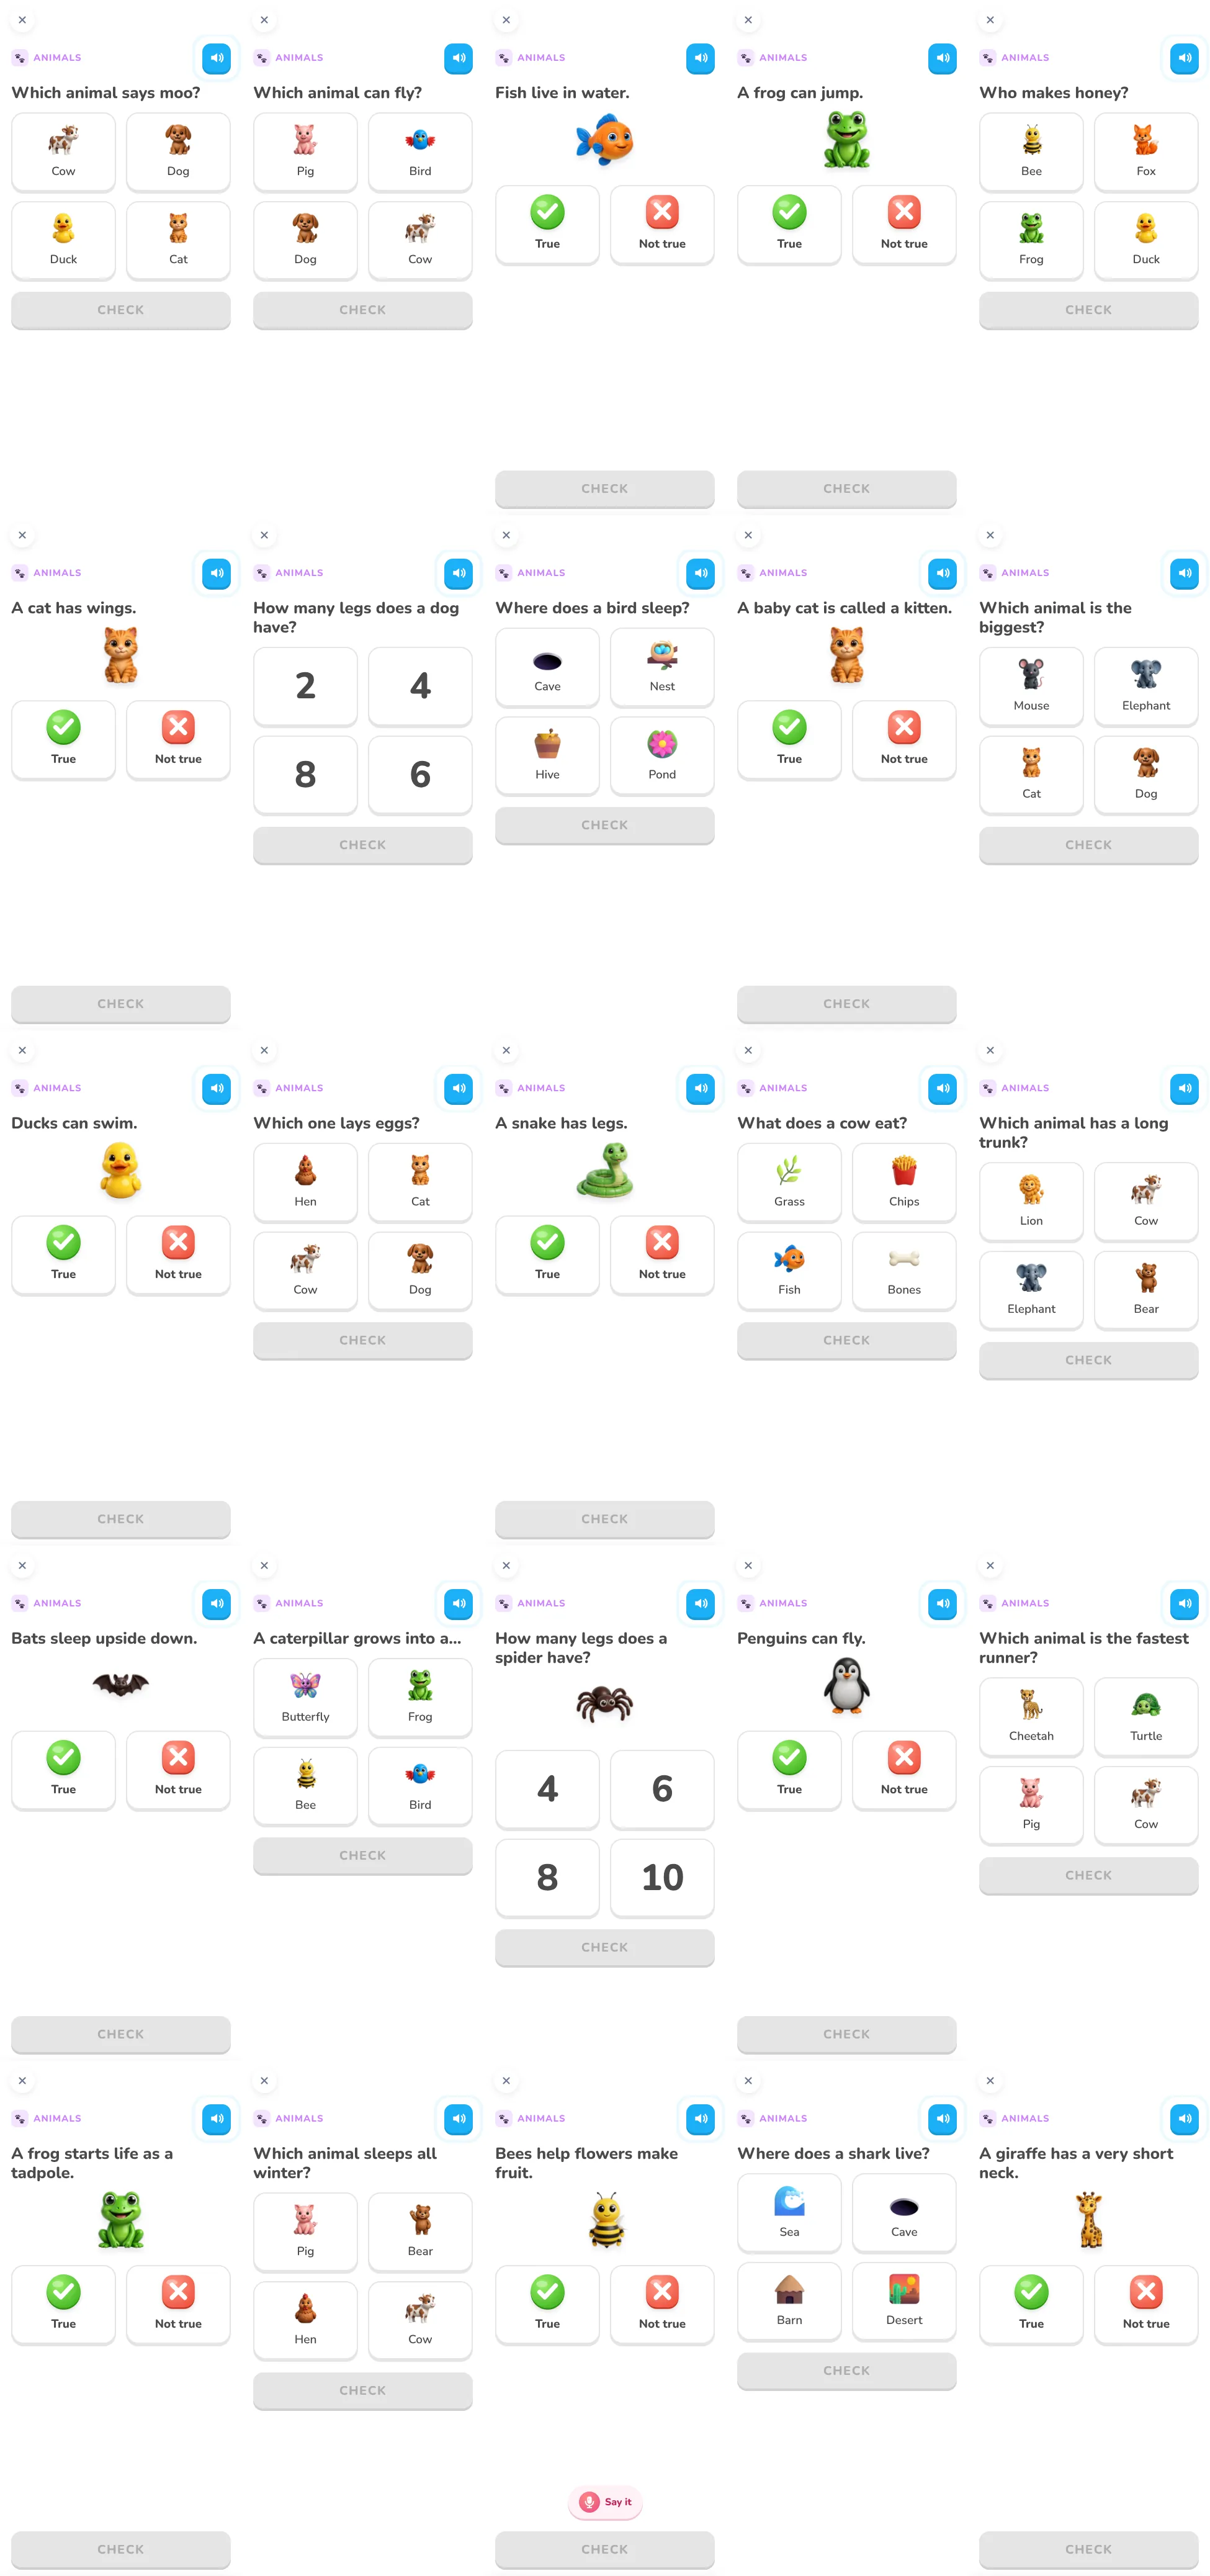 ANIMALS
Which animal says moo?
Cow
Dog
Duck
Cat
CHECK
ANIMALS
Which animal can fly?
Pig
Bird
Dog
Cow
CHECK
ANIMALS
Fish live in water.
True
Not true
CHECK
ANIMALS
A frog can jump.
True
Not true
CHECK
ANIMALS
Who makes honey?
Bee
Fox
Frog
Duck
CHECK
ANIMALS
A cat has wings.
True
Not true
CHECK
ANIMALS
How many legs does a dog
have?
2
4
8
6
CHECK
ANIMALS
Where does a bird sleep?
Cave
Nest
Hive
Pond
CHECK
ANIMALS
A baby cat is called a kitten.
True
Not true
CHECK
ANIMALS
Which animal is the
biggest?
Mouse
Elephant
Cat
Dog
CHECK
ANIMALS
Ducks can swim.
True
Not true
CHECK
ANIMALS
Which one lays eggs?
Hen
Cat
Cow
Dog
CHECK
ANIMALS
A snake has legs.
True
Not true
CHECK
ANIMALS
What does a cow eat?
Grass
Chips
Fish
Bones
CHECK
ANIMALS
Which animal has a long
trunk?
Lion
Cow
Elephant
Bear
CHECK
ANIMALS
Bats sleep upside down.
True
Not true
CHECK
ANIMALS
A caterpillar grows into a...
Butterfly
Frog
Bee
Bird
CHECK
ANIMALS
How many legs does a
spider have?
4
6
8
10
CHECK
ANIMALS
Penguins can fly.
True
Not true
CHECK
ANIMALS
Which animal is the fastest
runner?
Cheetah
Turtle
Pig
Cow
CHECK
ANIMALS
A frog starts life as a
tadpole.
True
Not true
CHECK
ANIMALS
Which animal sleeps all
winter?
Pig
Bear
Hen
Cow
CHECK
ANIMALS
Bees help flowers make
fruit.
True
Not true
Say it
CHECK
ANIMALS
Where does a shark live?
Sea
Cave
Barn
Desert
CHECK
ANIMALS
A giraffe has a very short
neck.
True
Not true
CHECK